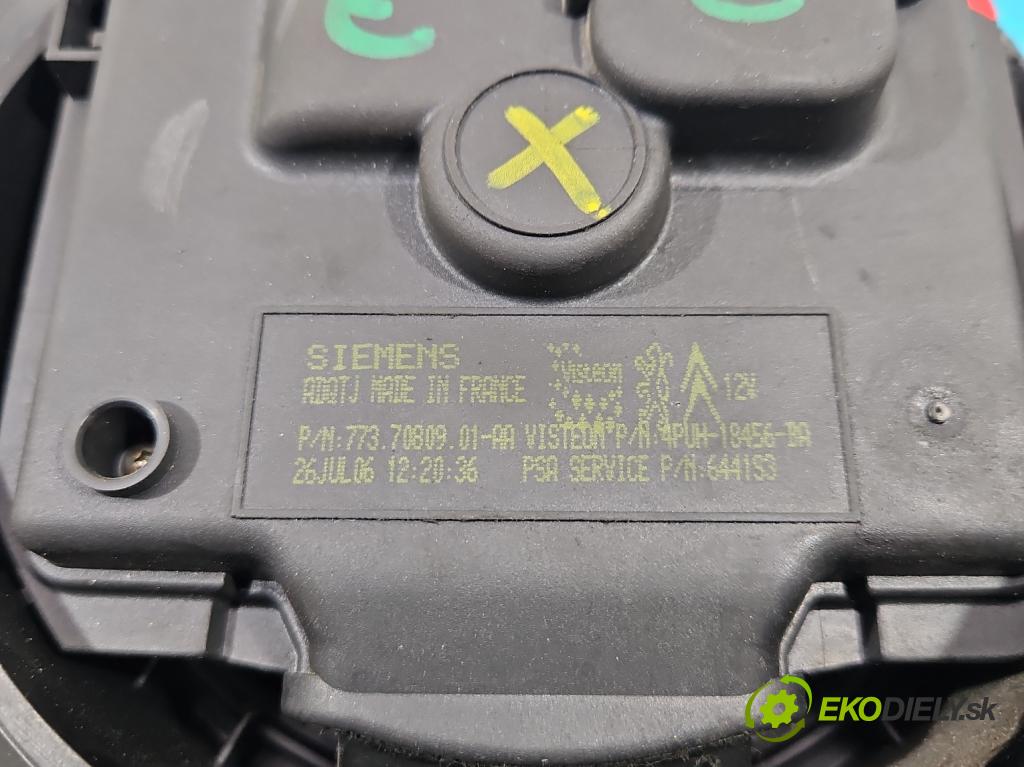 X
SIEMENS
ADQTJ MADE IN FRANCE
Visteon
12V
P/N:773.70809.01-AA VISTEON P/N:4PUH-18456-BA
26JUL06 12:20:36 PSA SERVICE P/N:6441S3
EKODIELY.sk